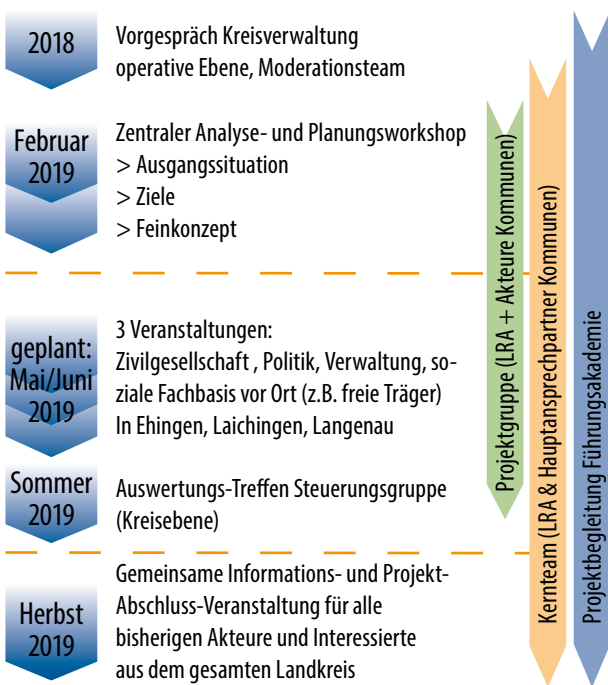 2018
Vorgespräch Kreisverwaltung
operative Ebene, Moderationsteam
Februar
2019
Zentraler Analyse- und Planungsworkshop
> Ausgangssituation
> Ziele
> Feinkonzept
geplant:
Mai/Juni
2019
3 Veranstaltungen:
Zivilgesellschaft , Politik, Verwaltung, so-
ziale Fachbasis vor Ort (z.B. freie Träger)
In Ehingen, Laichingen, Langenau
Sommer
2019
Auswertungs-Treffen Steuerungsgruppe
(Kreisebene)
Herbst
2019
Gemeinsame Informations- und Projekt-
Abschluss-Veranstaltung für alle
bisherigen Akteure und Interessierte
aus dem gesamten Landkreis
Projektgruppe (LRA + Akteure Kommunen)
Kernteam (LRA & Hauptansprechpartner Kommunen)
Projektbegleitung Führungsakademie